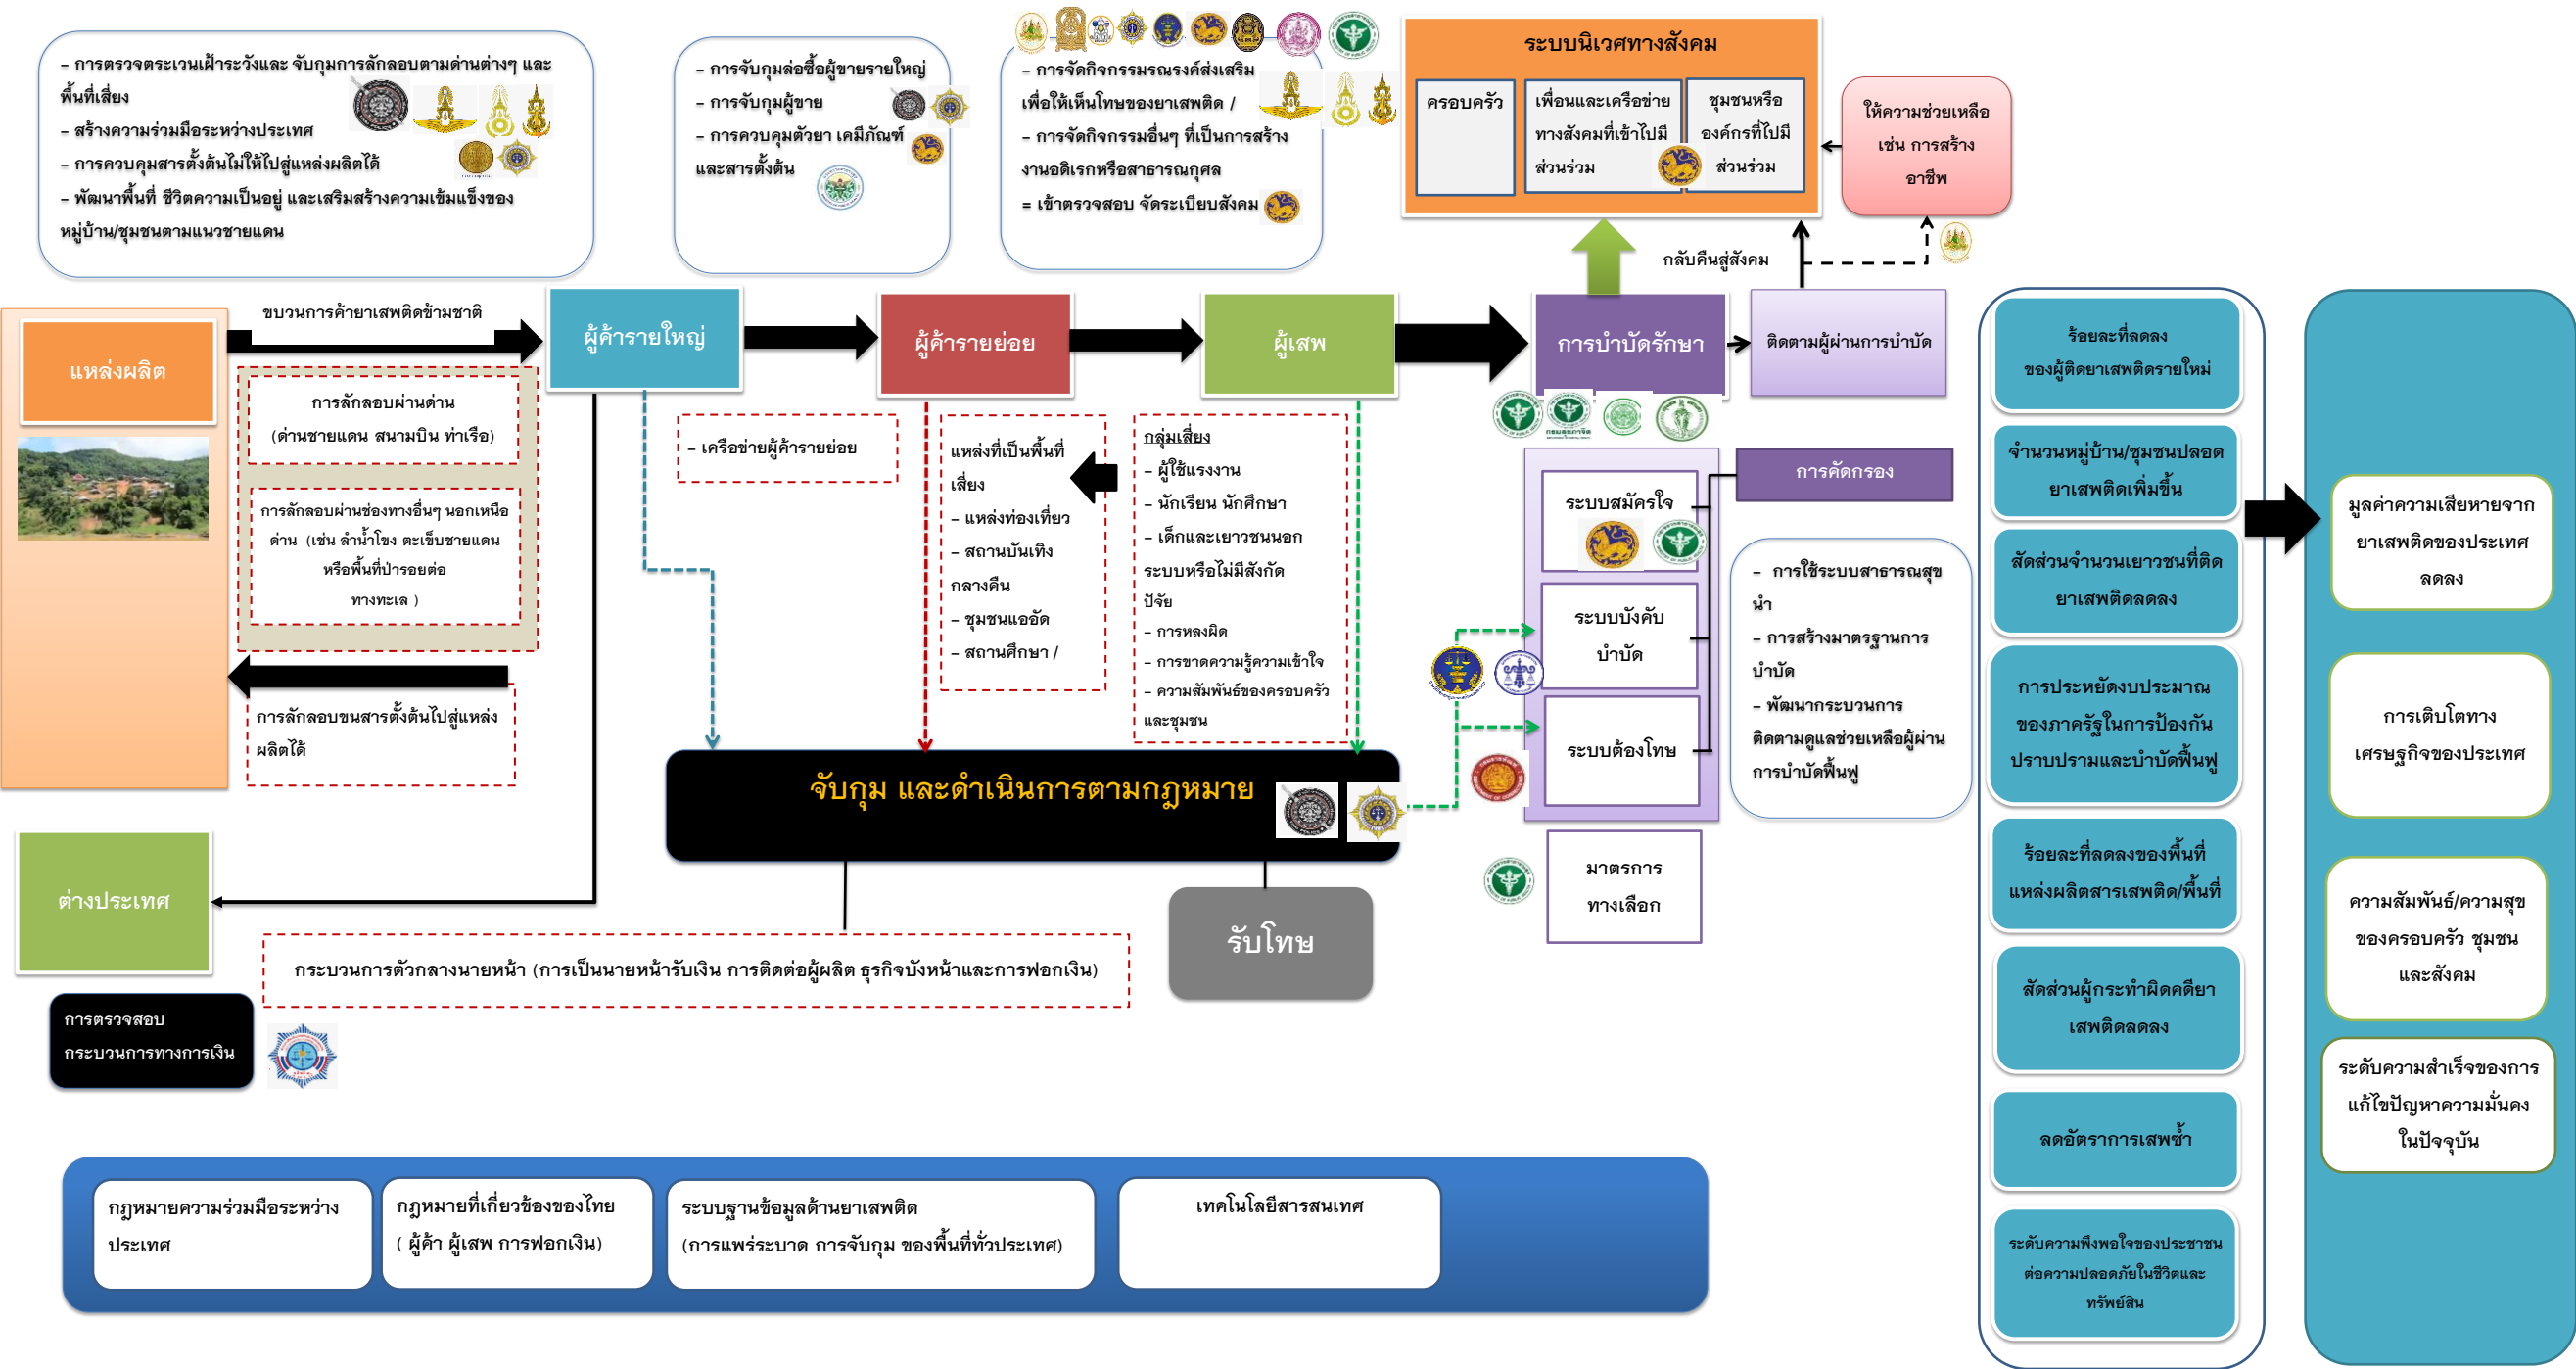 - การตรวจตระเวนเฝ้าระวังและ จับกุมการลักลอบตามด่านต่างๆ และ
พื้นที่เสี่ยง
- สร้างความร่วมมือระหว่างประเทศ
- การควบคุมสารตั้งต้นไม่ให้ไปสู่แหล่งผลิตได้
- พัฒนาพื้นที่ ชีวิตความเป็นอยู่ และเสริมสร้างความเข้มแข็งของ
หมู่บ้าน/ชุมชนตามแนวชายแดน
- การจับกุมล่อซื้อผู้ขายรายใหญ่
- การจับกุมผู้ขาย
- การควบคุมตัวยา เคมีภัณฑ์
และสารตั้งต้น
- การจัดกิจกรรมรณรงค์ส่งเสริม
เพื่อให้เห็นโทษของยาเสพติด /
- การจัดกิจกรรมอื่นๆ ที่เป็นการสร้าง
งานอดิเรกหรือสาธารณกุศล
= เข้าตรวจสอบ จัดระเบียบสังคม
ระบบนิเวศทางสังคม
ครอบครัว
เพื่อนและเครือข่าย
ทางสังคมที่เข้าไปมี
ส่วนร่วม
ชุมชนหรือ
องค์กรที่ไปมี
ส่วนร่วม
ให้ความช่วยเหลือ
เช่น การสร้าง
อาชีพ
กลับคืนสู่สังคม
แหล่งผลิต
ขบวนการค้ายาเสพติดข้ามชาติ
ผู้ค้ารายใหญ่
ผู้ค้ารายย่อย
ผู้เสพ
การบำบัดรักษา
ติดตามผู้ผ่านการบำบัด
การลักลอบผ่านด่าน
(ด่านชายแดน สนามบิน ท่าเรือ)
การลักลอบผ่านช่องทางอื่นๆ นอกเหนือ
ด่าน (เช่น ลำน้ำโขง ตะเข็บชายแดน
หรือพื้นที่ป่ารอยต่อ
ทางทะเล )
การลักลอบขนสารตั้งต้นไปสู่แหล่ง
ผลิตได้
- เครือข่ายผู้ค้ารายย่อย
แหล่งที่เป็นพื้นที่
เสี่ยง
- แหล่งท่องเที่ยว
- สถานบันเทิง
กลางคืน
- ชุมชนแออัด
- สถานศึกษา /
กลุ่มเสี่ยง
- ผู้ใช้แรงงาน
- นักเรียน นักศึกษา
- เด็กและเยาวชนนอก
ระบบหรือไม่มีสังกัด
ปัจัย
- การหลงผิด
- การขาดความรู้ความเข้าใจ
- ความสัมพันธ์ของครอบครัว
และชุมชน
การคัดกรอง
ระบบสมัครใจ
ระบบบังคับ
บำบัด
ระบบต้องโทษ
มาตรการ
ทางเลือก
- การใช้ระบบสาธารณสุข
นำ
- การสร้างมาตรฐานการ
บำบัด
- พัฒนากระบวนการ
ติดตามดูแลช่วยเหลือผู้ผ่าน
การบำบัดฟื้นฟู
จับกุม และดำเนินการตามกฎหมาย
รับโทษ
ต่างประเทศ
กระบวนการตัวกลางนายหน้า (การเป็นนายหน้ารับเงิน การติดต่อผู้ผลิต ธุรกิจบังหน้าและการฟอกเงิน)
การตรวจสอบ
กระบวนการทางการเงิน
กฎหมายความร่วมมือระหว่าง
ประเทศ
กฎหมายที่เกี่ยวข้องของไทย
( ผู้ค้า ผู้เสพ การฟอกเงิน)
ระบบฐานข้อมูลด้านยาเสพติด
(การแพร่ระบาด การจับกุม ของพื้นที่ทั่วประเทศ)
เทคโนโลยีสารสนเทศ
ร้อยละที่ลดลง
ของผู้ติดยาเสพติดรายใหม่
จำนวนหมู่บ้าน/ชุมชนปลอด
ยาเสพติดเพิ่มขึ้น
สัดส่วนจำนวนเยาวชนที่ติด
ยาเสพติดลดลง
การประหยัดงบประมาณ
ของภาครัฐในการป้องกัน
ปราบปรามและบำบัดฟื้นฟู
ร้อยละที่ลดลงของพื้นที่
แหล่งผลิตสารเสพติด/พื้นที่
สัดส่วนผู้กระทำผิดคดียา
เสพติดลดลง
ลดอัตราการเสพซ้ำ
ระดับความพึงพอใจของประชาชน
ต่อความปลอดภัยในชีวิตและ
ทรัพย์สิน
มูลค่าความเสียหายจาก
ยาเสพติดของประเทศ
ลดลง
การเติบโตทาง
เศรษฐกิจของประเทศ
ความสัมพันธ์/ความสุข
ของครอบครัว ชุมชน
และสังคม
ระดับความสำเร็จของการ
แก้ไขปัญหาความมั่นคง
ในปัจจุบัน